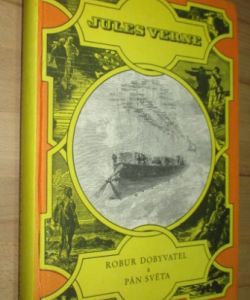 JULES VERNE
ROBUR DOBYVATEL
a
PÁN SVĚTA